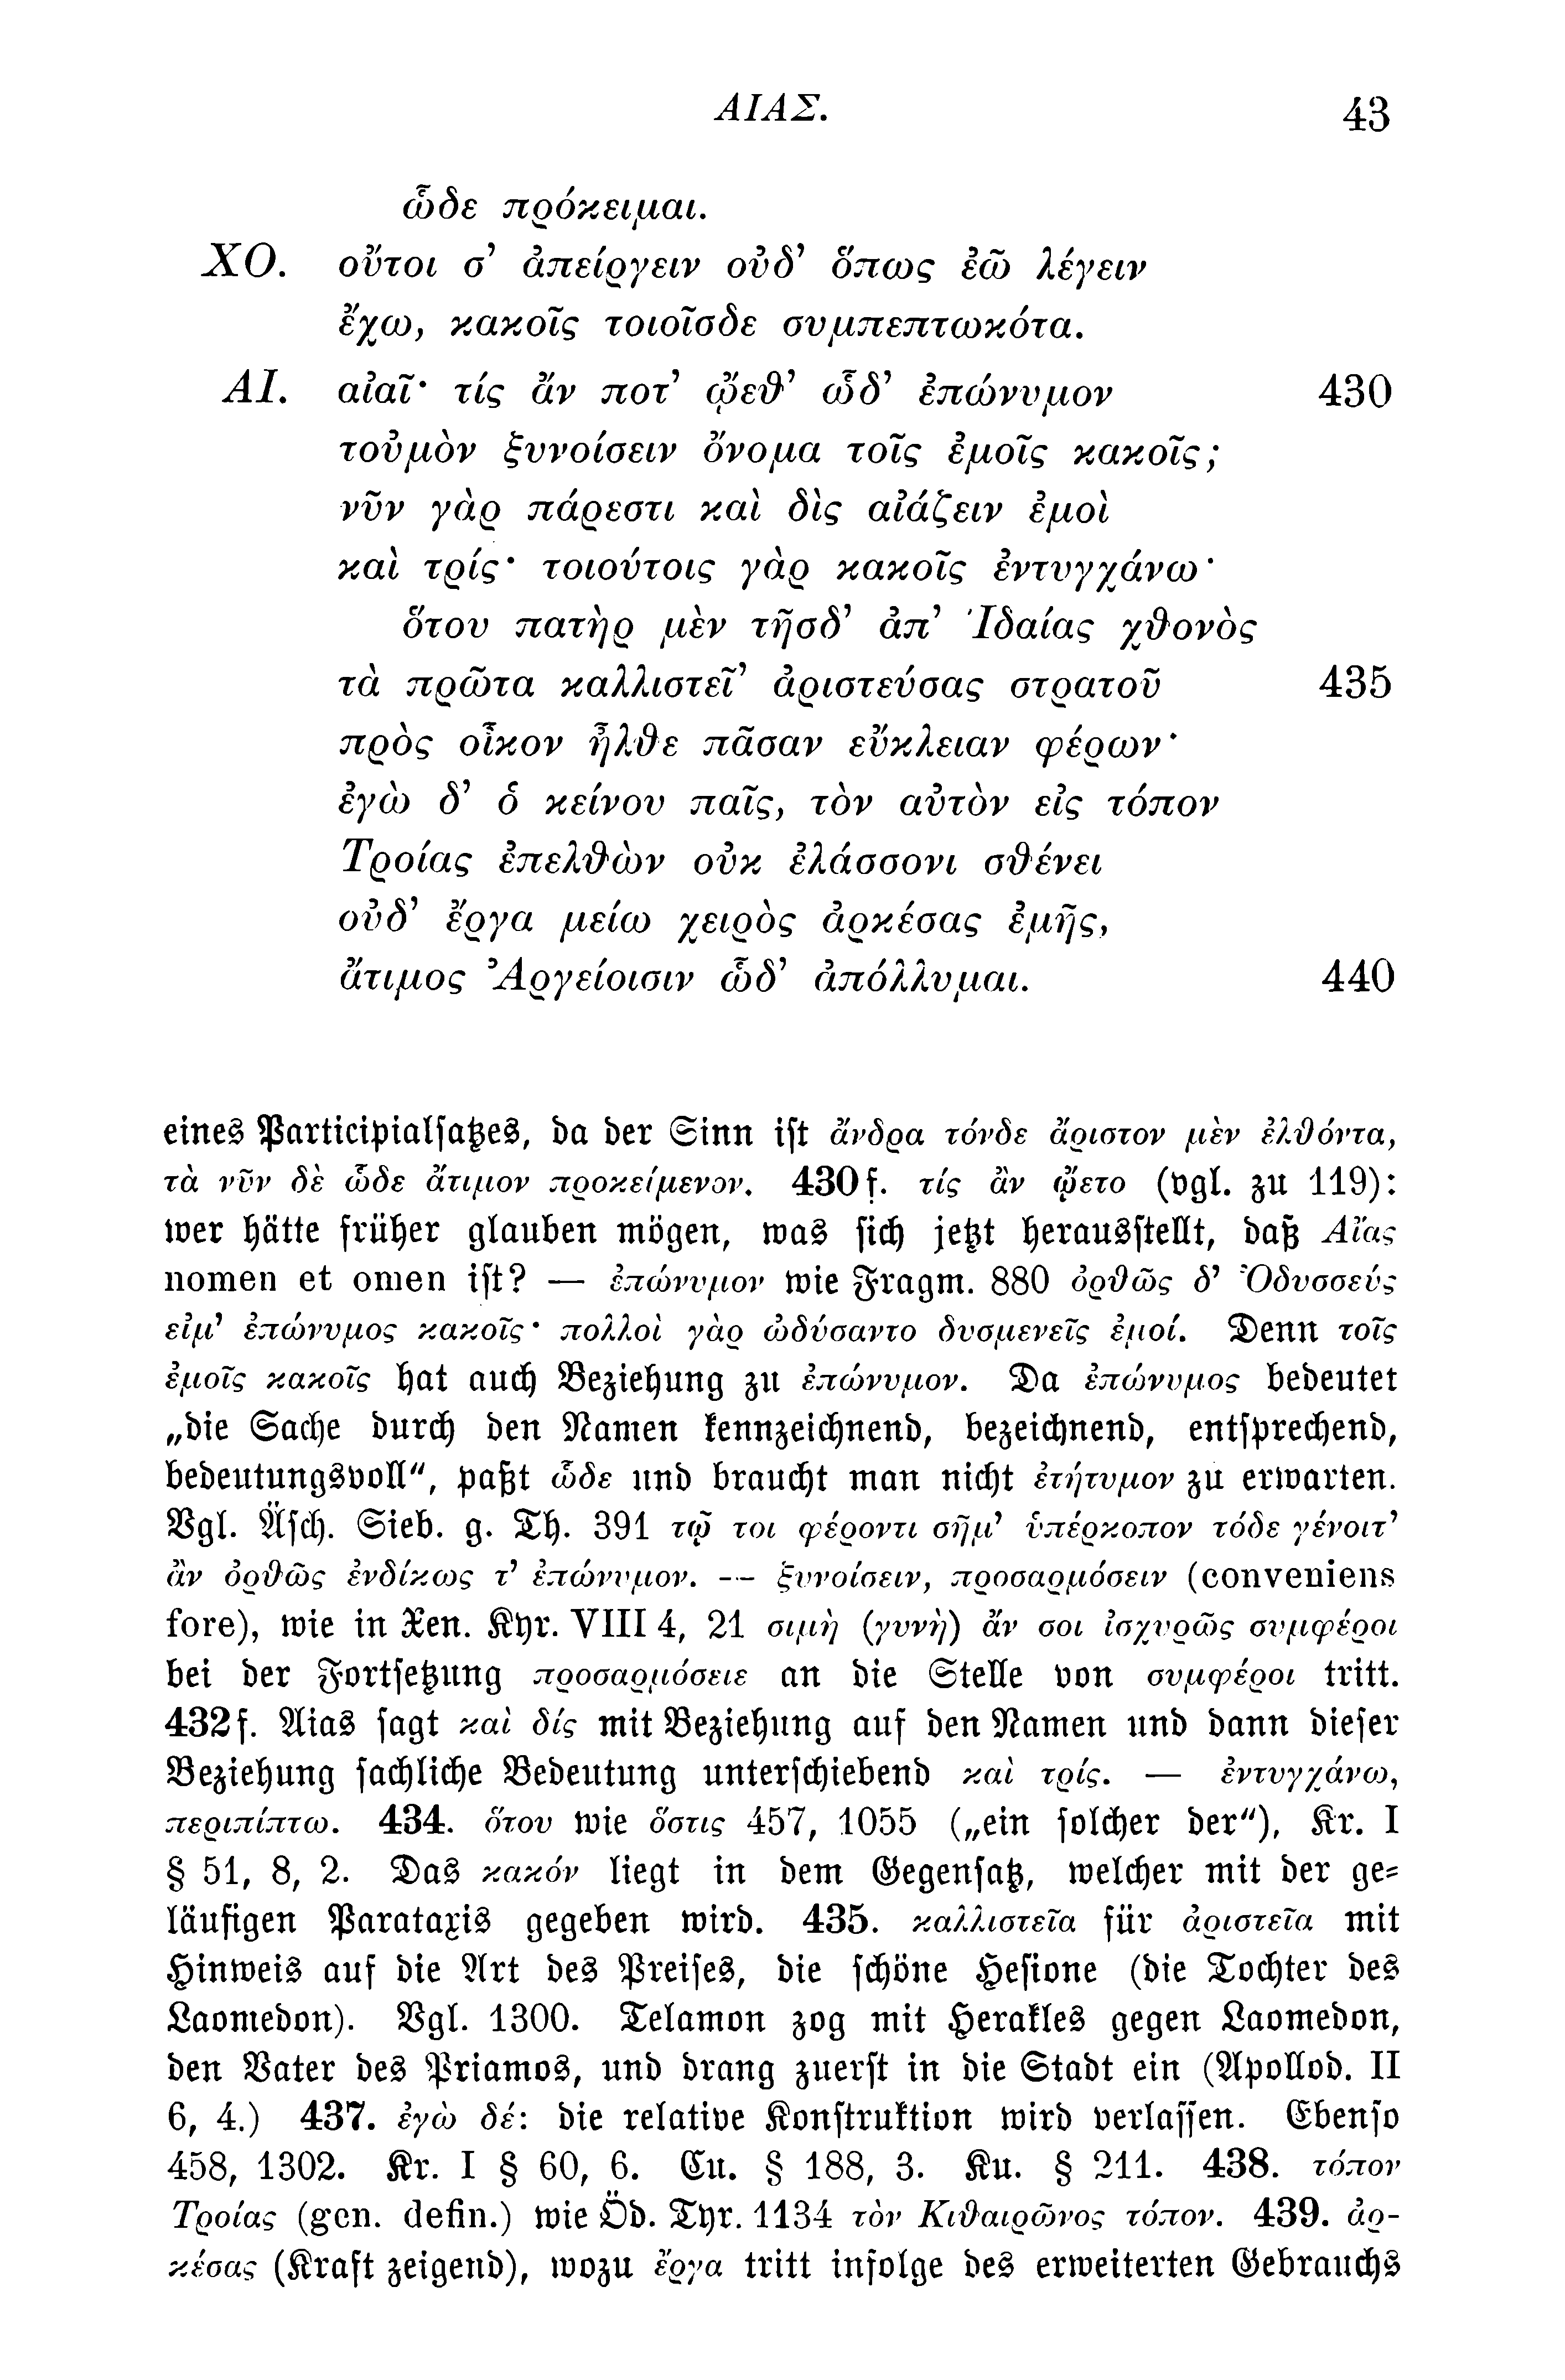 ΑΙΑΣ. 43
ὧδε πρόκειμαι.
ΧΟ. οὔτοι σ’ ἀπείργειν οὐδ’ ὅπως ἐῶ λέγειν
ἔχω, κακοῖς τοιοῖσδε συμπεπτωκότα.
ΑΙ. αἰαῖ· τίς ἄν ποτ’ ᾤεθ’ ὧδ’ ἐπώνυμον 430
τοὐμὸν ξυνοίσειν ὄνομα τοῖς ἐμοῖς κακοῖς;
νῦν γὰρ πάρεστι καὶ δὶς αἰάζειν ἐμοὶ
καὶ τρίς· τοιούτοις γὰρ κακοῖς ἐντυγχάνω·
ὅτου πατὴρ μὲν τῆσδ’ ἀπ’ Ἰδαίας χθονὸς
τὰ πρῶτα καλλιστεῖ’ ἀριστεύσας στρατοῦ 435
πρὸς οἶκον ἦλθε πᾶσαν εὔκλειαν φέρων·
ἐγὼ δ’ ὁ κείνου παῖς, τὸν αὐτὸν εἰς τόπον
Τροίας ἐπελθὼν οὐκ ἐλάσσονι σθένει
οὐδ’ ἔργα μείω χειρὸς ἀρκέσας ἐμῆς,
ἄτιμος Ἀργείοισιν ὧδ’ ἀπόλλυμαι. 440
eines Participialsatzes, da der Sinn ist ἄνδρα τόνδε ἄριστον μὲν ἐλθόντα,
τὰ νῦν δὲ ὧδε ἄτιμον προκείμενον. 430 f. τίς ἂν ᾤετο (vgl. zu 119):
wer hätte früher glauben mögen, was sich jetzt herausstellt, daß Αἴας
nomen et omen ist? — ἐπώνυμον wie Fragm. 880 ὀρθῶς δ’ Ὀδυσσεύς
εἰμ’ ἐπώνυμος κακοῖς· πολλοὶ γὰρ ὠδύσαντο δυσμενεῖς ἐμοί. Denn τοῖς
ἐμοῖς κακοῖς hat auch Beziehung zu ἐπώνυμον. Da ἐπώνυμος bedeutet
„die Sache durch den Namen kennzeichnend, bezeichnend, entsprechend,
bedeutungsvoll", paßt ὧδε und braucht man nicht ἐτήτυμον zu erwarten.
Vgl. Äsch. Sieb. g. Th. 391 τῷ τοι φέροντι σῆμ’ ὑπέρκοπον τόδε γένοιτ’
ἂν ὀρθῶς ἐνδίκως τ’ ἐπώνυμον. — ξυνοίσειν, προσαρμόσειν (conveniens
fore), wie in Xen. Kyr. VIII 4, 21 σιμὴ (γυνὴ) ἄν σοι ἰσχυρῶς συμφέροι
bei der Fortsetzung προσαρμόσειε an die Stelle von συμφέροι tritt.
432 f. Aias sagt καὶ δίς mit Beziehung auf den Namen und dann dieser
Beziehung sachliche Bedeutung unterschiebend καὶ τρίς. — ἐντυγχάνω,
περιπίπτω. 434. ὅτου wie ὅστις 457, 1055 („ein solcher der"), Kr. I
§ 51, 8, 2. Das κακόν liegt in dem Gegensatz, welcher mit der ge-
läufigen Parataxis gegeben wird. 435. καλλιστεῖα für ἀριστεῖα mit
Hinweis auf die Art des Preises, die schöne Hesione (die Tochter des
Laomedon). Vgl. 1300. Telamon zog mit Herakles gegen Laomedon,
den Vater des Priamos, und drang zuerst in die Stadt ein (Apollod. II
6, 4.) 437. ἐγὼ δέ: die relative Konstruktion wird verlassen. Ebenso
458, 1302. Kr. I § 60, 6. Cu. § 188, 3. Ku. § 211. 438. τόπον
Τροίας (gen. defin.) wie Öd. Tyr. 1134 τὸν Κιθαιρῶνος τόπον. 439. ἀρ-
κέσας (Kraft zeigend), wozu ἔργα tritt infolge des erweiterten Gebrauchs